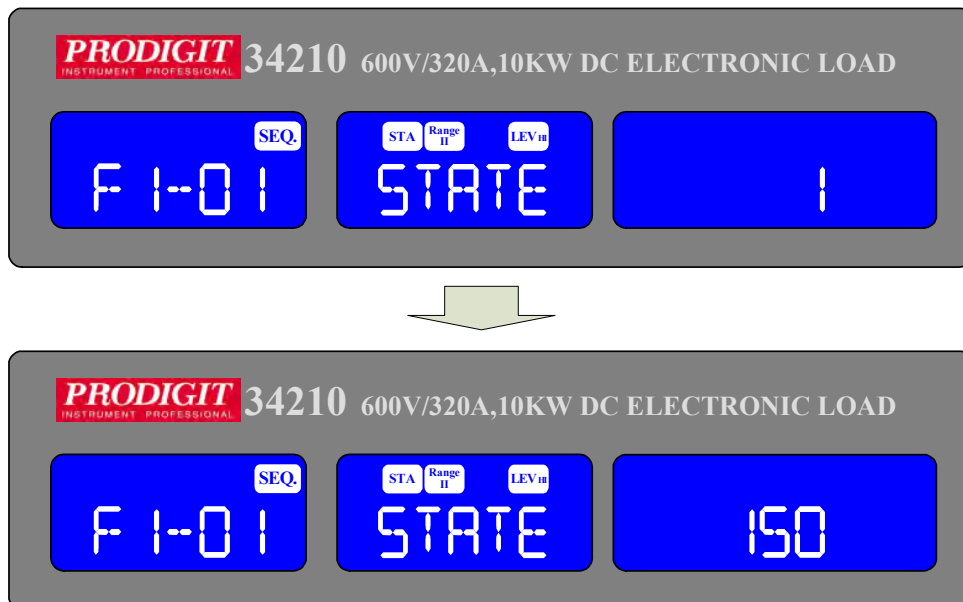 PRODIGIT
INSTRUMENT PROFESSIONAL
34210 600V/320A,10KW DC ELECTRONIC LOAD
SEQ.
F1-01
STA Range II LEV HI
STATE
1
PRODIGIT
INSTRUMENT PROFESSIONAL
34210 600V/320A,10KW DC ELECTRONIC LOAD
SEQ.
F1-01
STA Range II LEV HI
STATE
150